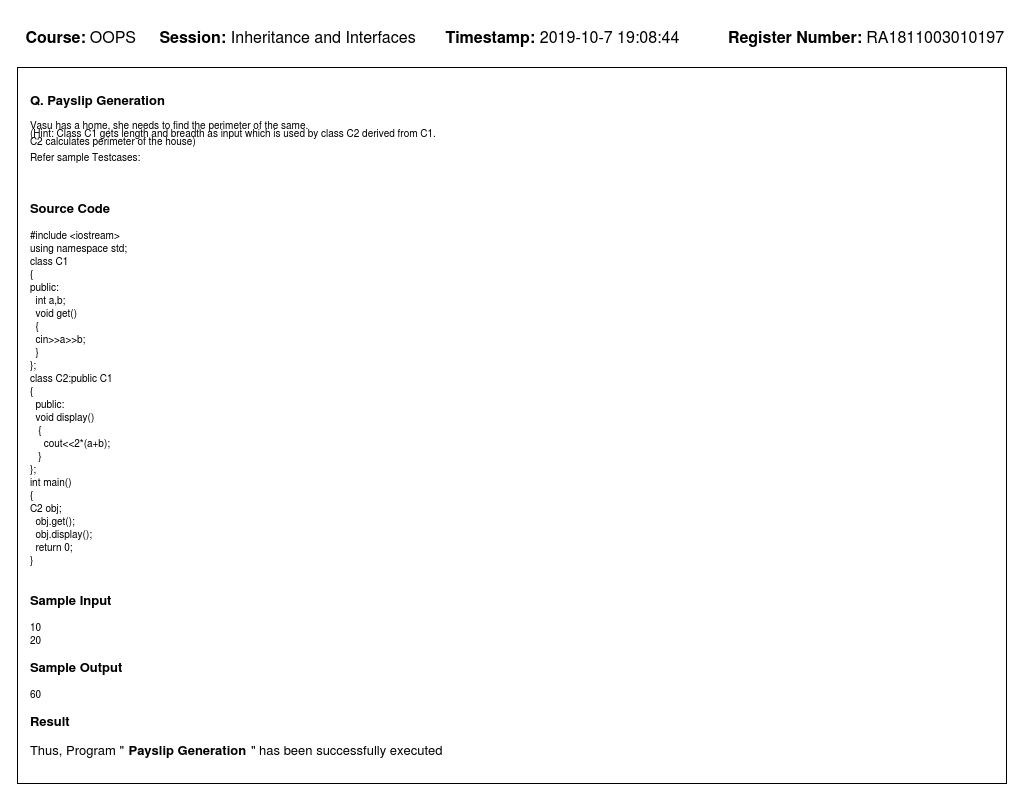 Course: OOPS Session: Inheritance and Interfaces Timestamp: 2019-10-7 19:08:44 Register Number: RA1811003010197
Q. Payslip Generation
Vasu has a home, she needs to find the perimeter of the same.
(Hint: Class C1 gets length and breadth as input which is used by class C2 derived from C1.
C2 calculates perimeter of the house)
Refer sample Testcases:
Source Code
#include <iostream>
using namespace std;
class C1
{
public:
int a,b;
void get()
{
cin>>a>>b;
}
};
class C2:public C1
{
public:
void display()
{
cout<<2*(a+b);
}
};
int main()
{
C2 obj;
obj.get();
obj.display();
return 0;
}
Sample Input
10
20
Sample Output
60
Result
Thus, Program " Payslip Generation " has been successfully executed